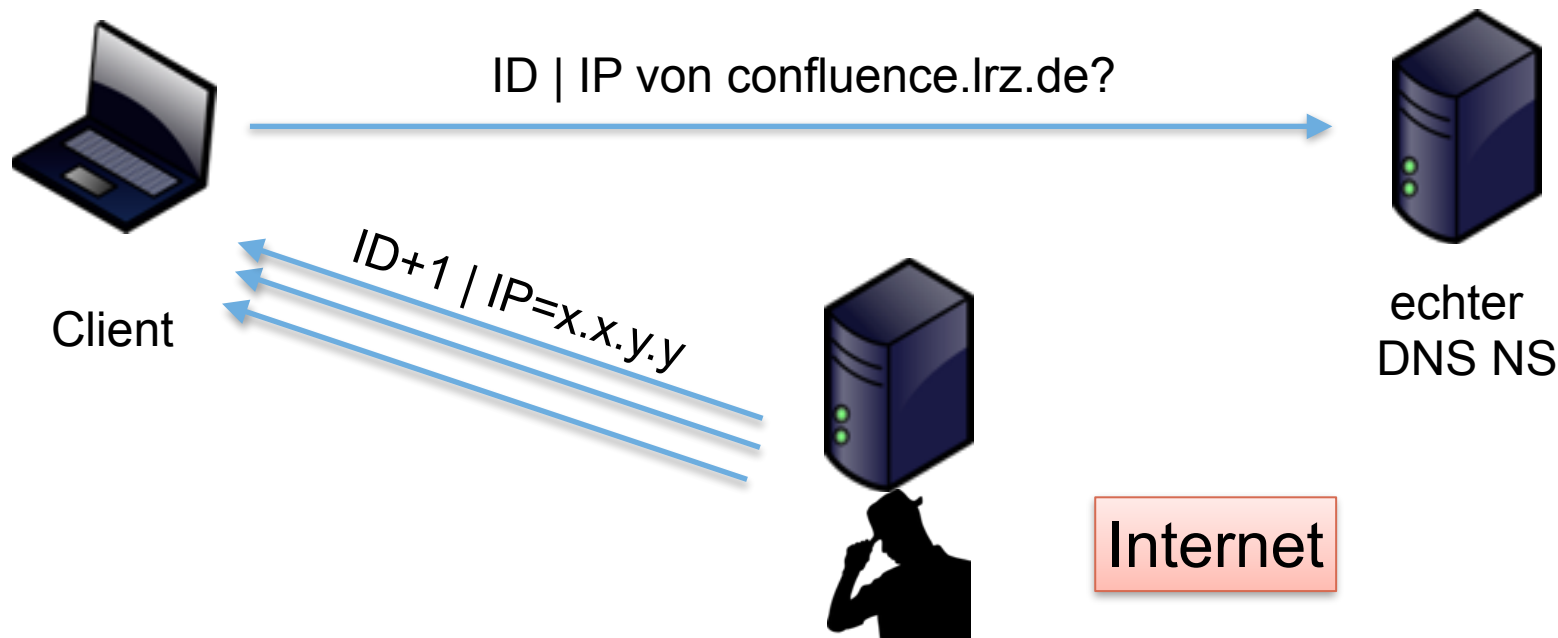 ID | IP von confluence.lrz.de?
ID+1 | IP=x.x.y.y
Client
echter
DNS NS
Internet